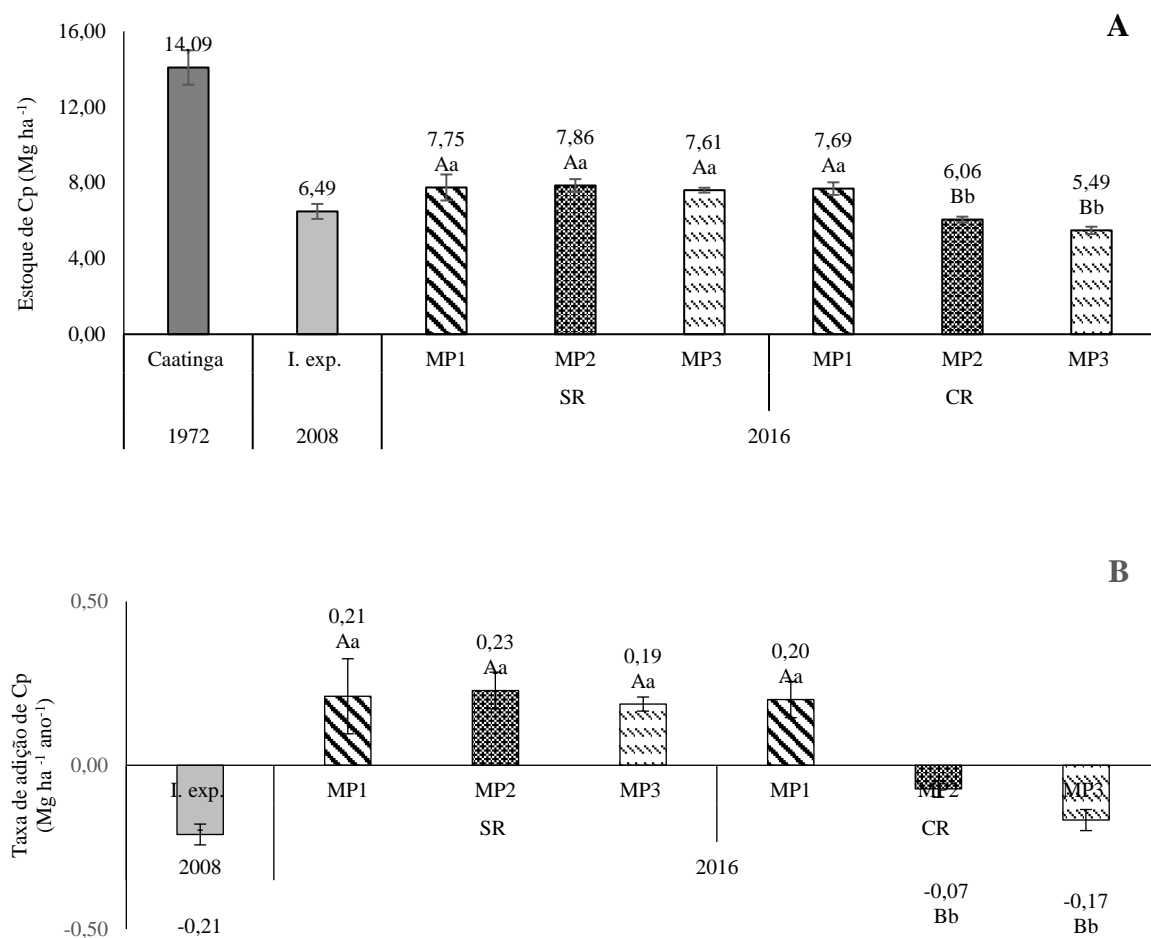 A
16,00
12,00
8,00
4,00
0,00
Estoque de Cp (Mg ha -1)
14,09
6,49
7,75
Aa
7,86
Aa
7,61
Aa
7,69
Aa
6,06
Bb
5,49
Bb
Caatinga I. exp. MP1 MP2 MP3 MP1 MP2 MP3
SR CR
1972 2008 2016
B
0,50
0,00
-0,50
Taxa de adição de Cp
(Mg ha -1 ano-1)
0,21
Aa
0,23
Aa
0,19
Aa
0,20
Aa
I. exp. MP1 MP2 MP3 MP1 MP2 MP3
SR CR
2008 2016
-0,21
-0,07
Bb
-0,17
Bb